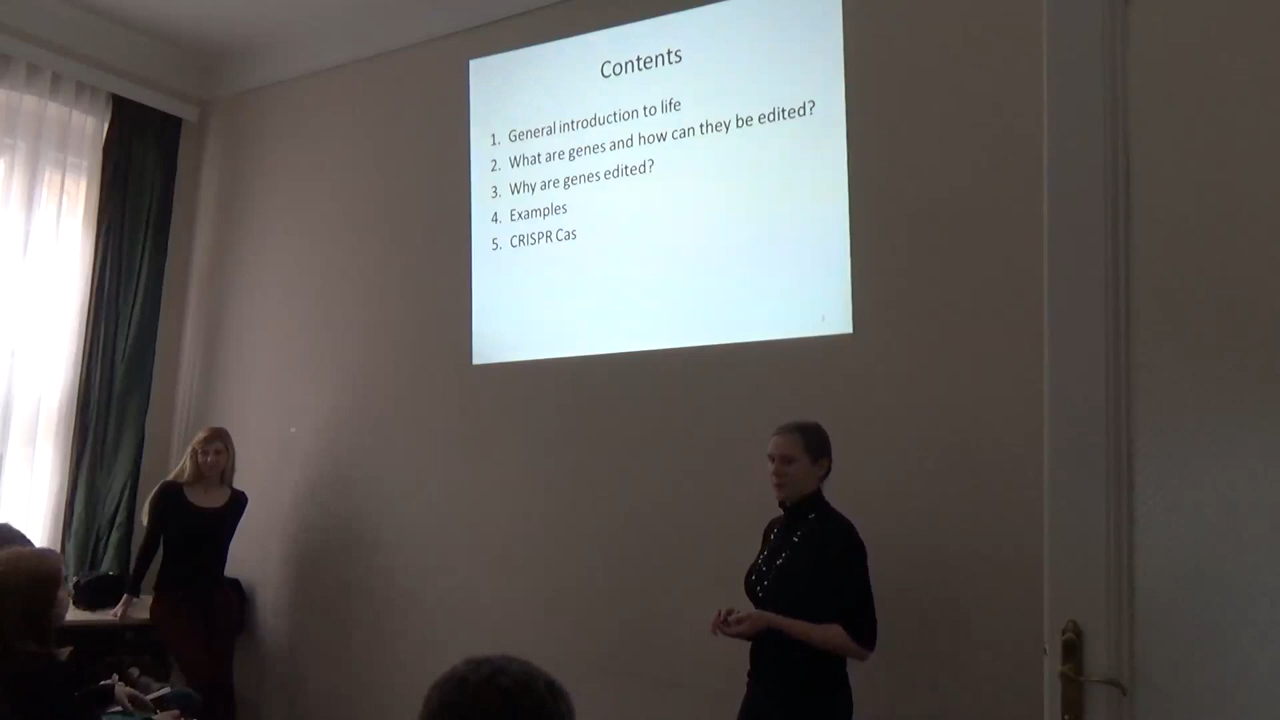 Contents
1. General introduction to life
2. What are genes and how can they be edited?
3. Why are genes edited?
4. Examples
5. CRISPR Cas